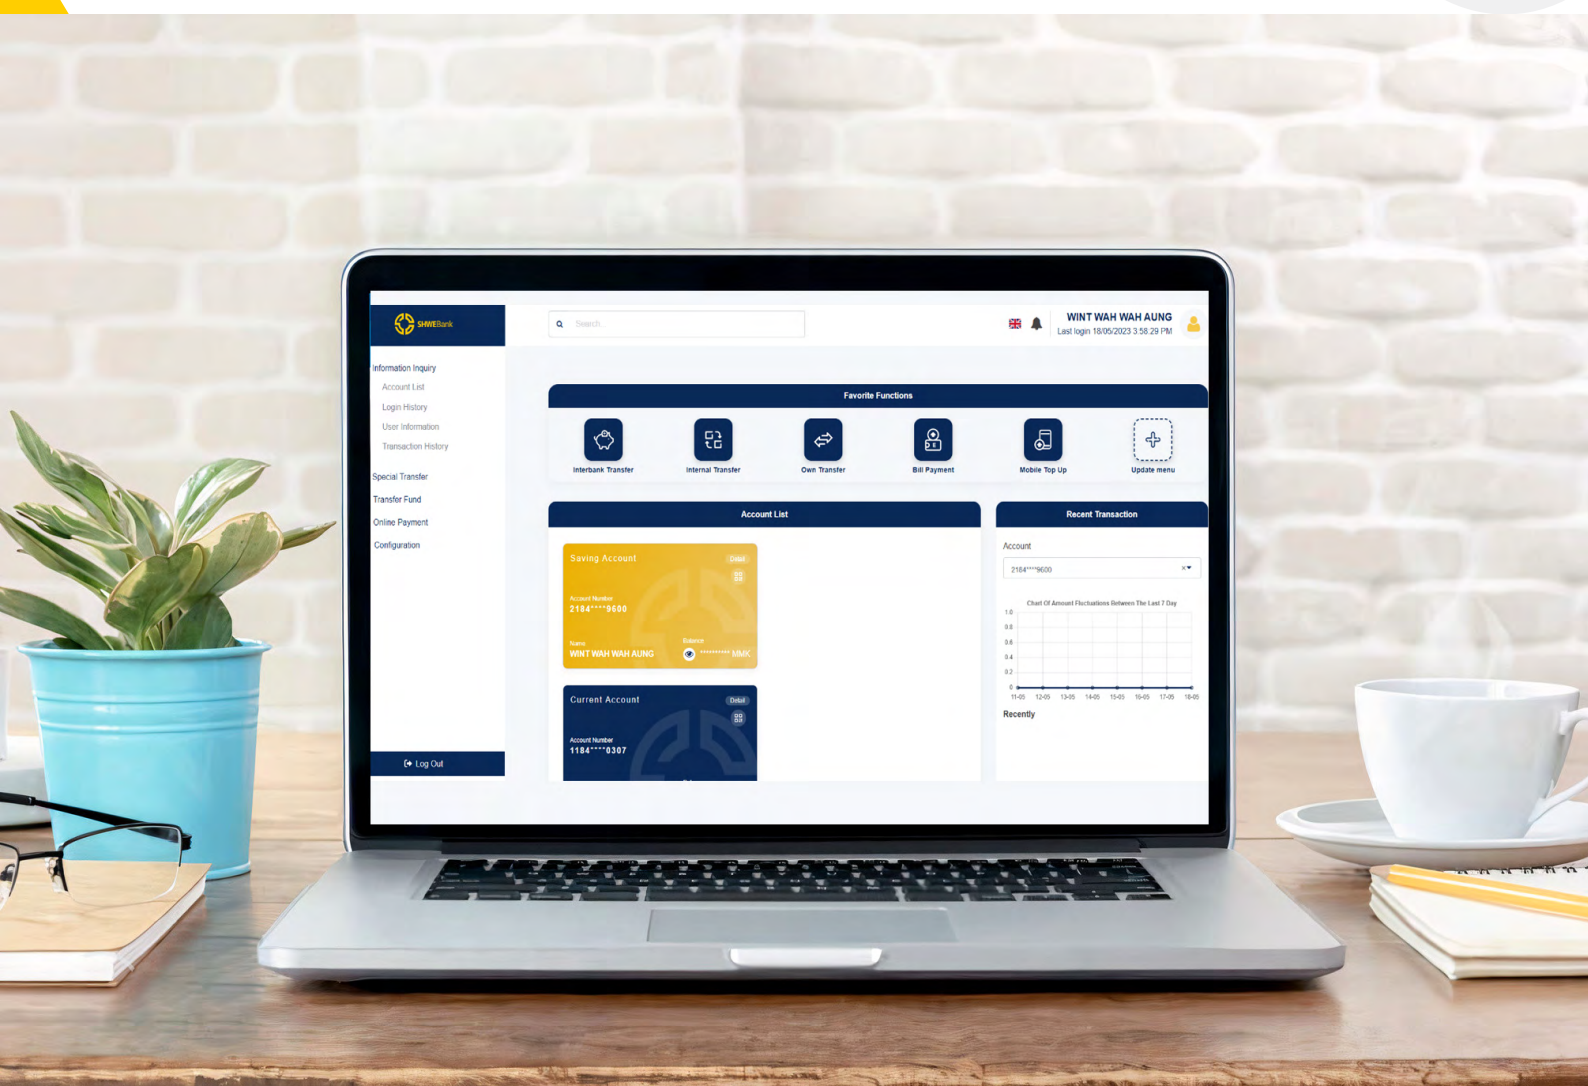 SHWEBank
Search...
WINT WAH WAH AUNG
Last login 18/05/2023 3:58:29 PM
Information Inquiry
Account List
Login History
User Information
Transaction History
Special Transfer
Transfer Fund
Online Payment
Configuration
Log Out
Favorite Functions
Interbank Transfer
Internal Transfer
Own Transfer
Bill Payment
Mobile Top Up
Update menu
Account List
Saving Account
Detail
Account Number
2184****9600
Name
Balance
WINT WAH WAH AUNG
********** MMK
Current Account
Detail
Account Number
1184****0307
Recent Transaction
Account
2184****9600
Chart Of Amount Fluctuations Between The Last 7 Day
1.0
0.8
0.6
0.4
0.2
0
11-05 12-05 13-05 14-05 15-05 16-05 17-05 18-05
Recently